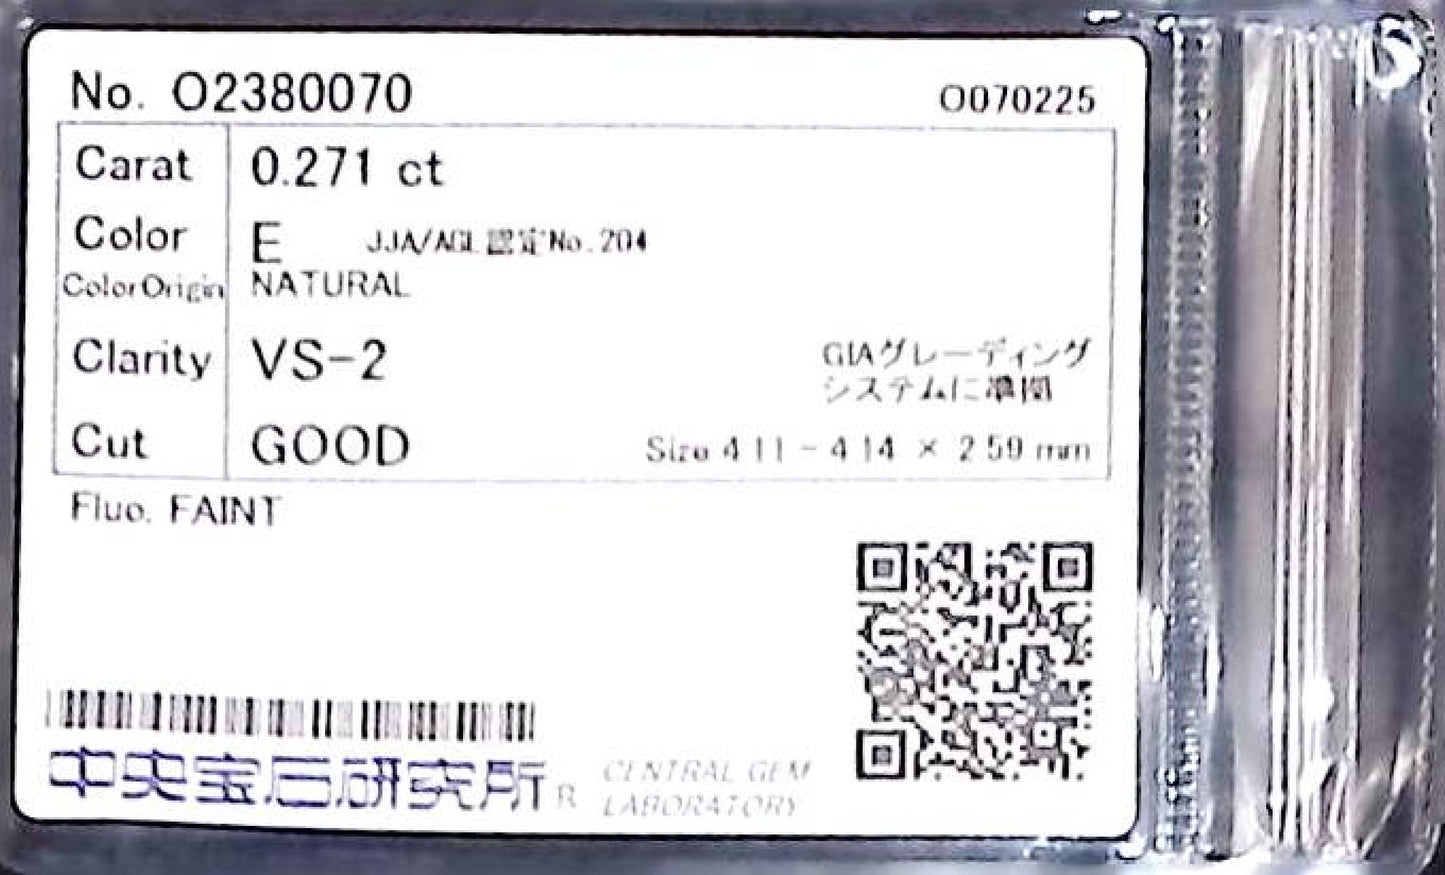 No. O2380070
O070225
Carat 0.271 ct
Color E JJA/AGL認定No.204
Color Origin NATURAL
Clarity VS-2
GIAグレーディング
システムに準拠
Cut GOOD
Size 4.11 - 4.14 × 2.59 mm
Fluo. FAINT
中央宝石研究所®
CENTRAL GEM
LABORATORY